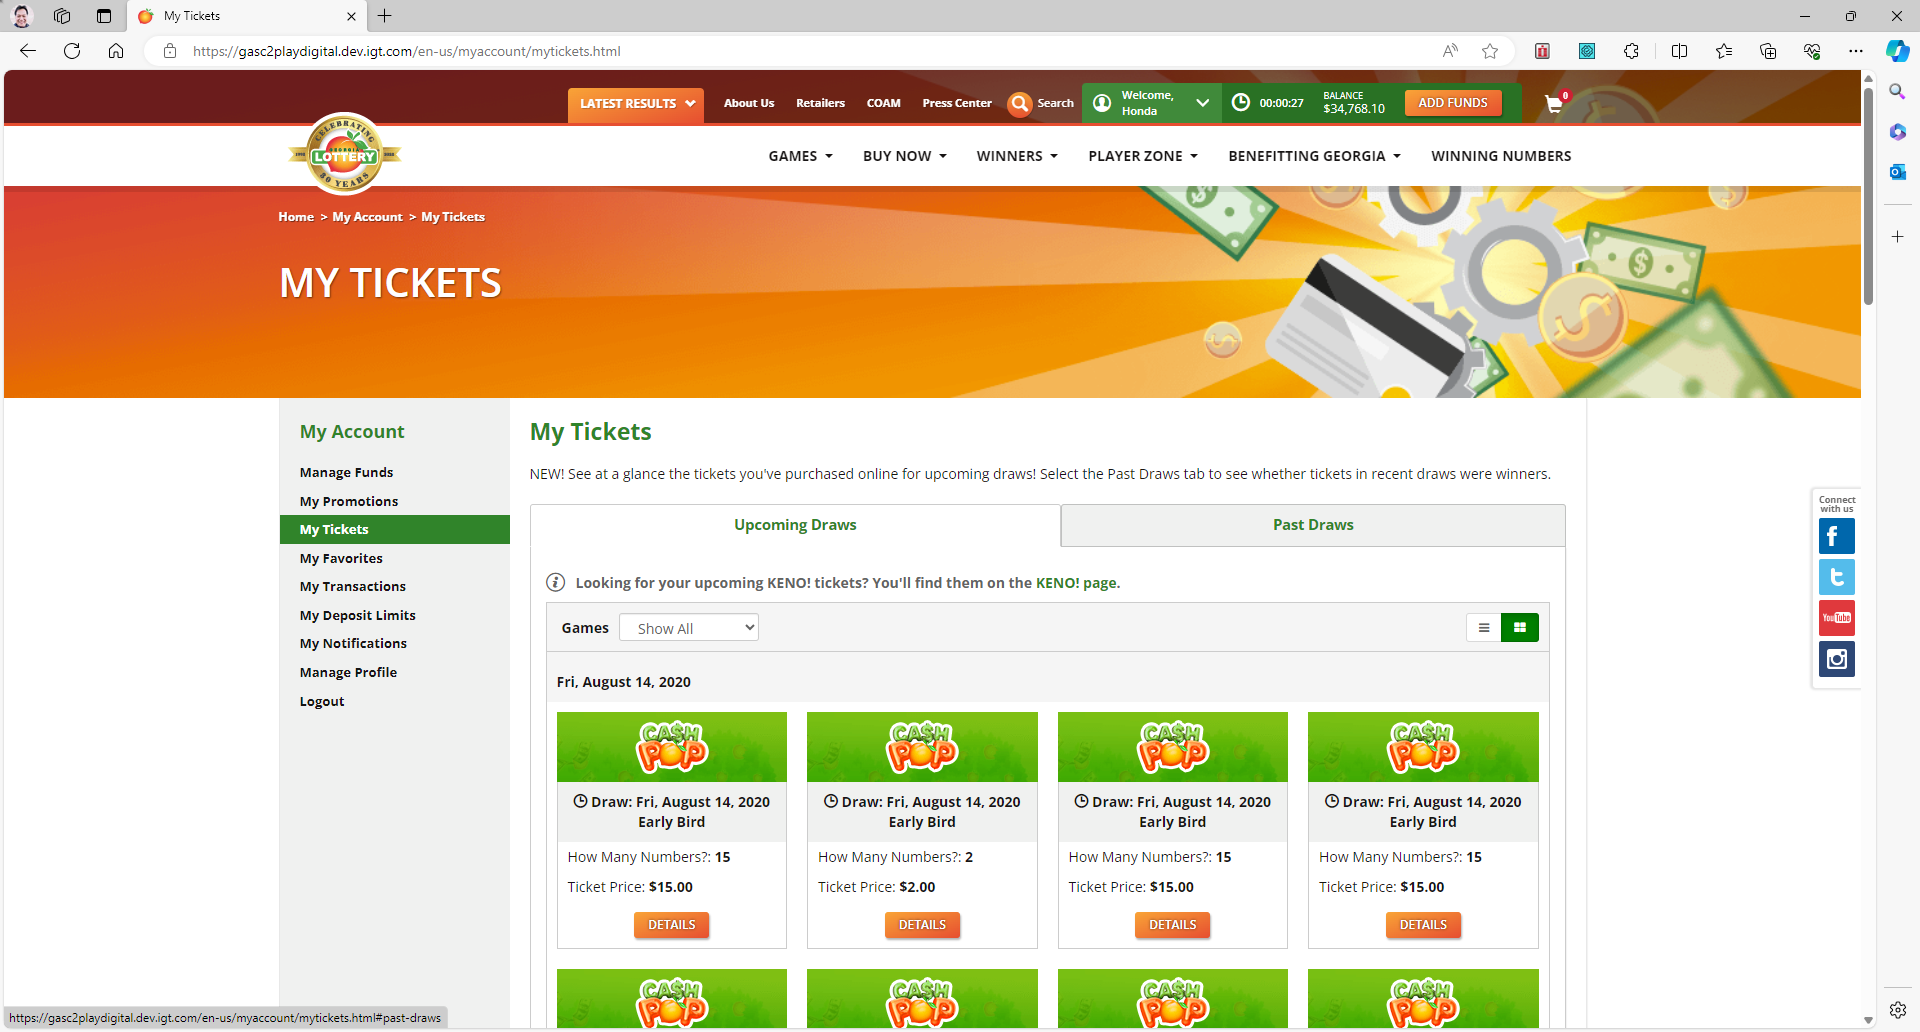 My Tickets
https://gasc2playdigital.dev.igt.com/en-us/myaccount/mytickets.html
LATEST RESULTS
About Us
Retailers
COAM
Press Center
Search
Welcome,
Honda
00:00:27
BALANCE
$34,768.10
ADD FUNDS
0
CELEBRATING
GEORGIA
LOTTERY
30 YEARS
GAMES
BUY NOW
WINNERS
PLAYER ZONE
BENEFITTING GEORGIA
WINNING NUMBERS
Home > My Account > My Tickets
MY TICKETS
My Account
Manage Funds
My Promotions
My Tickets
My Favorites
My Transactions
My Deposit Limits
My Notifications
Manage Profile
Logout
My Tickets
NEW! See at a glance the tickets you've purchased online for upcoming draws! Select the Past Draws tab to see whether tickets in recent draws were winners.
Upcoming Draws
Past Draws
Looking for your upcoming KENO! tickets? You'll find them on the KENO! page.
Games
Show All
Fri, August 14, 2020
CA$H POP
Draw: Fri, August 14, 2020
Early Bird
How Many Numbers?: 15
Ticket Price: $15.00
DETAILS
CA$H POP
Draw: Fri, August 14, 2020
Early Bird
How Many Numbers?: 2
Ticket Price: $2.00
DETAILS
CA$H POP
Draw: Fri, August 14, 2020
Early Bird
How Many Numbers?: 15
Ticket Price: $15.00
DETAILS
CA$H POP
Draw: Fri, August 14, 2020
Early Bird
How Many Numbers?: 15
Ticket Price: $15.00
DETAILS
CA$H POP
CA$H POP
CA$H POP
CA$H POP
Connect
with us
YouTube
https://gasc2playdigital.dev.igt.com/en-us/myaccount/mytickets.html#past-draws